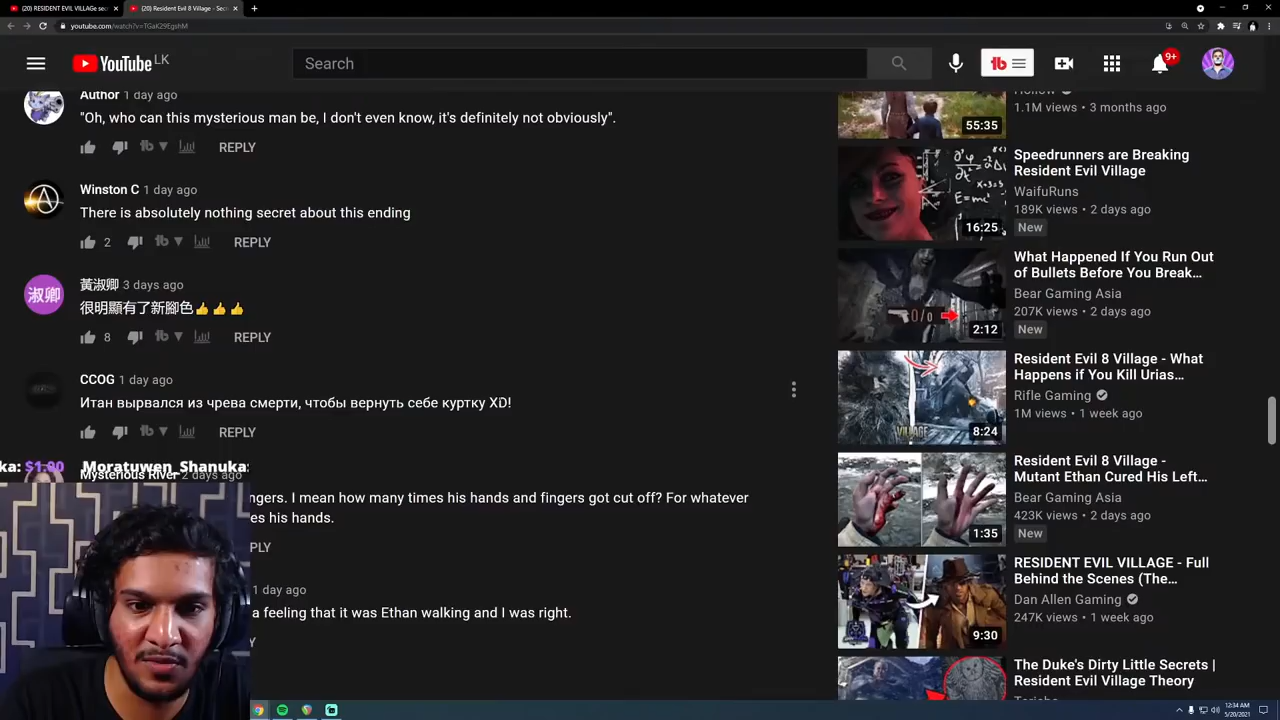 (20) RESIDENT EVIL VILLAGe sec
(20) Resident Evil 8 Village - Sec
youtube.com/watch?v=TGaK29EgshM
YouTube LK
Search
9+
Author 1 day ago
"Oh, who can this mysterious man be, I don't even know, it's definitely not obviously".
REPLY
Winston C 1 day ago
There is absolutely nothing secret about this ending
2 REPLY
黃淑卿 3 days ago
淑卿
很明顯有了新腳色👍👍👍
8 REPLY
CCOG 1 day ago
Итан вырвался из чрева смерти, чтобы вернуть себе куртку XD!
REPLY
ka: $1.00 Moratuwen_Shanuka:
Mysterious River 2 days ago
ngers. I mean how many times his hands and fingers got cut off? For whatever
es his hands.
PLY
1 day ago
a feeling that it was Ethan walking and I was right.
55:35
1.1M views • 3 months ago
Speedrunners are Breaking
Resident Evil Village
WaifuRuns
189K views • 2 days ago
New
16:25
What Happened If You Run Out
of Bullets Before You Break...
Bear Gaming Asia
207K views • 2 days ago
New
0/0
2:12
Resident Evil 8 Village - What
Happens if You Kill Urias...
Rifle Gaming
1M views • 1 week ago
VILLAGE
8:24
Resident Evil 8 Village -
Mutant Ethan Cured His Left...
Bear Gaming Asia
423K views • 2 days ago
New
1:35
RESIDENT EVIL VILLAGE - Full
Behind the Scenes (The...
Dan Allen Gaming
247K views • 1 week ago
9:30
The Duke's Dirty Little Secrets |
Resident Evil Village Theory
12:34 AM
5/20/2021